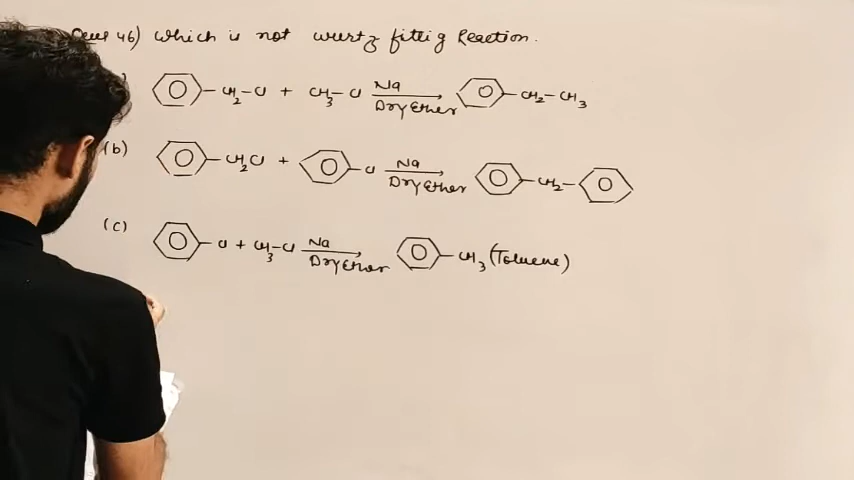 46) Which is not wurtz fittig Reaction.
) CH2-Cl + CH3-Cl Na Dry Ether CH2-CH3
(b) CH2Cl + Cl Na Dry Ether CH2
(c) Cl + CH3-Cl Na Dry Ether CH3 (Toluene)